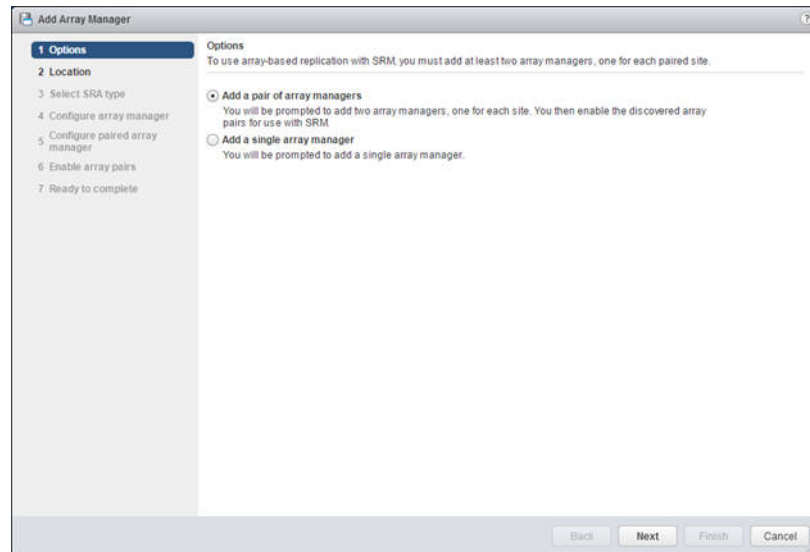 Add Array Manager
?
1 Options
2 Location
3 Select SRA type
4 Configure array manager
5 Configure paired array
manager
6 Enable array pairs
7 Ready to complete
Options
To use array-based replication with SRM, you must add at least two array managers, one for each paired site.
Add a pair of array managers
You will be prompted to add two array managers, one for each site. You then enable the discovered array
pairs for use with SRM.
Add a single array manager
You will be prompted to add a single array manager.
Back Next Finish Cancel